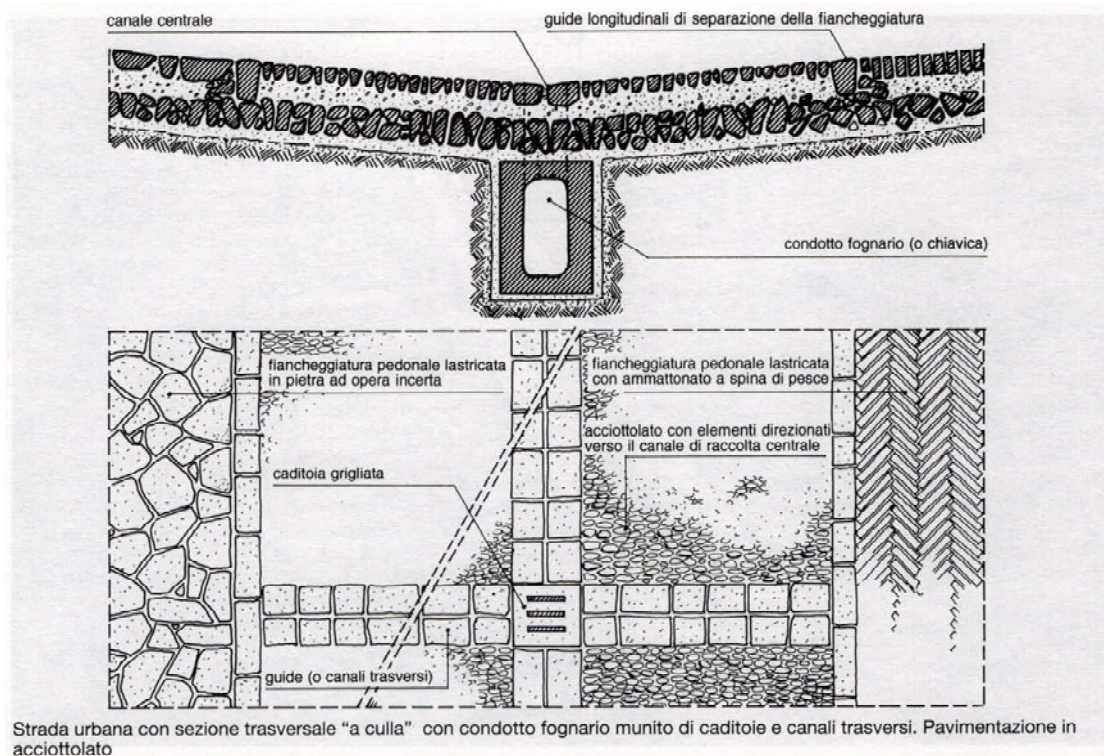 canale centrale
guide longitudinali di separazione della fiancheggiatura
condotto fognario (o chiavica)
fiancheggiatura pedonale lastricata
in pietra ad opera incerta
fiancheggiatura pedonale lastricata
con ammattonato a spina di pesce
acciottolato con elementi direzionati
verso il canale di raccolta centrale
caditoia grigliata
guide (o canali trasversi)
Strada urbana con sezione trasversale “a culla” con condotto fognario munito di caditoie e canali trasversi. Pavimentazione in
acciottolato